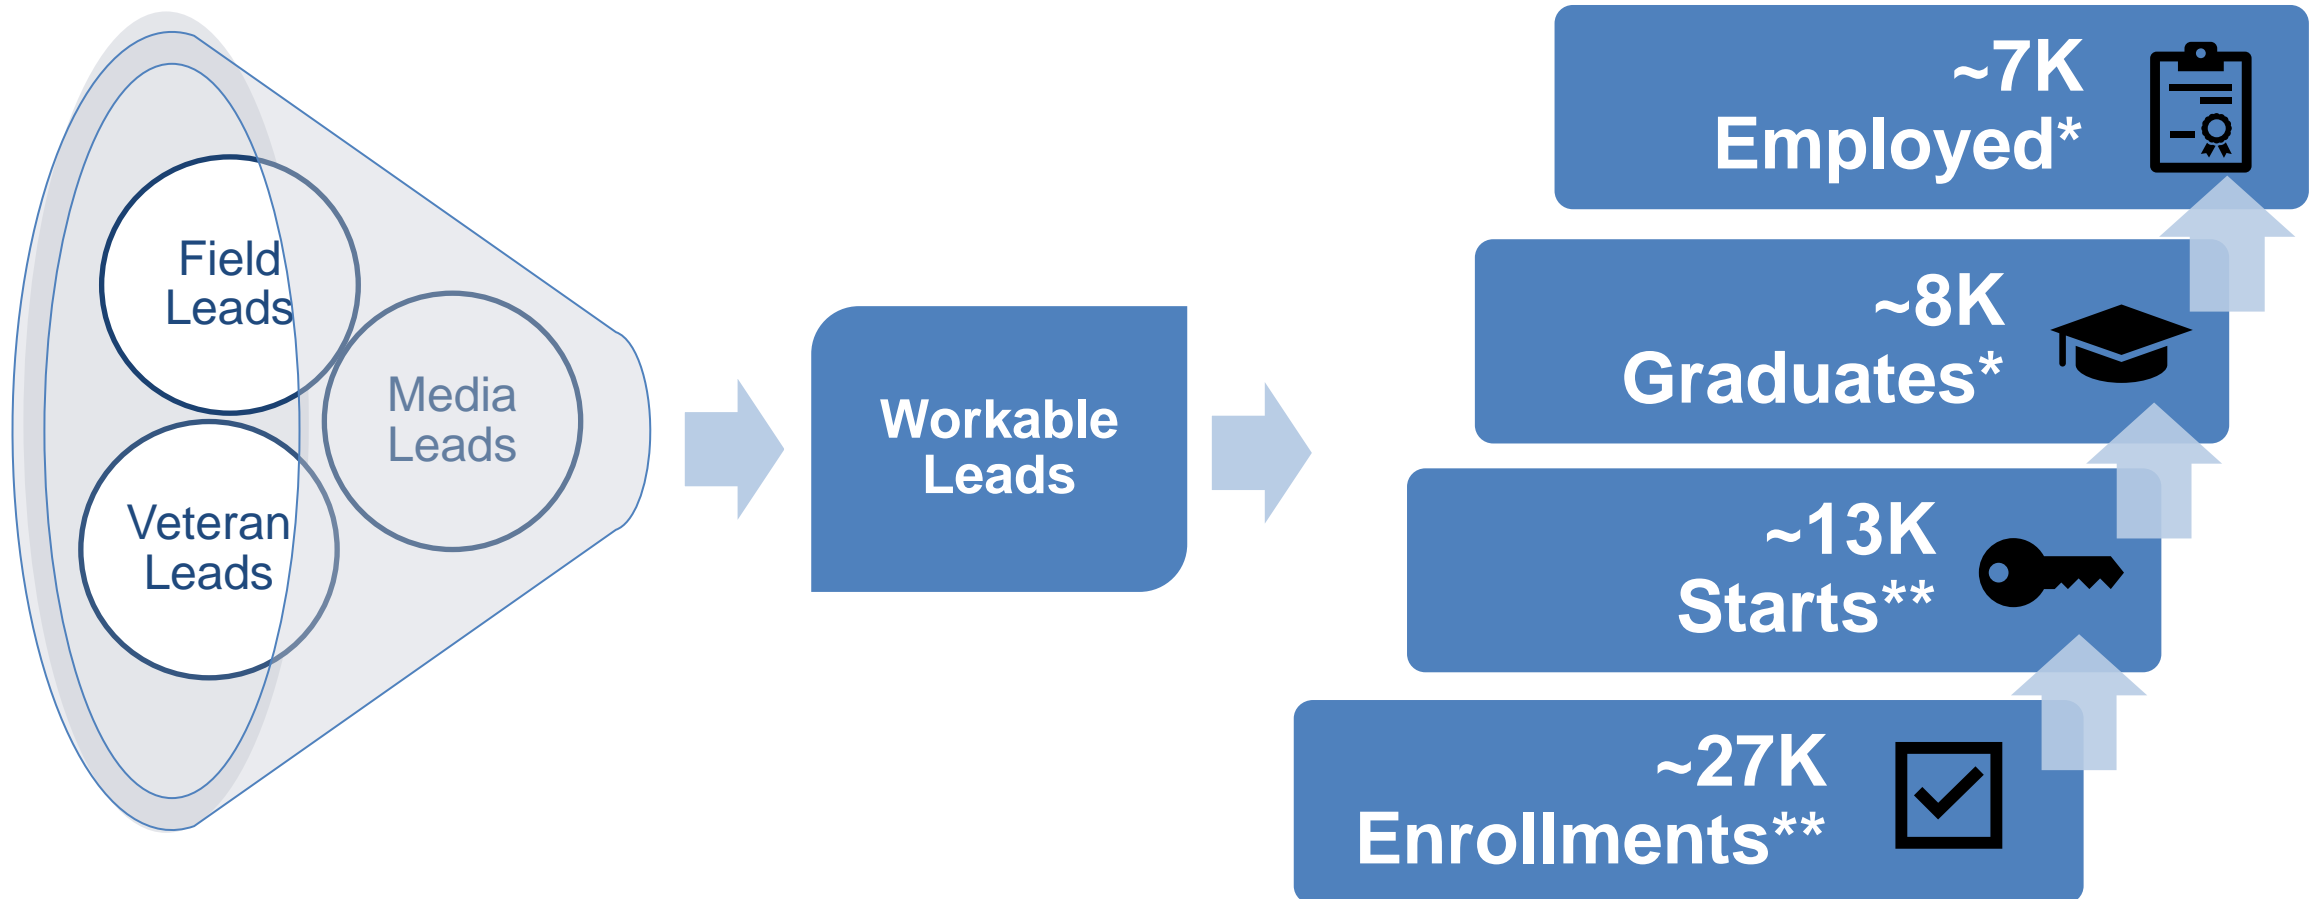 Field
Leads
Media
Leads
Veteran
Leads
Workable
Leads
~7K
Employed*
~8K
Graduates*
~13K
Starts**
~27K
Enrollments**